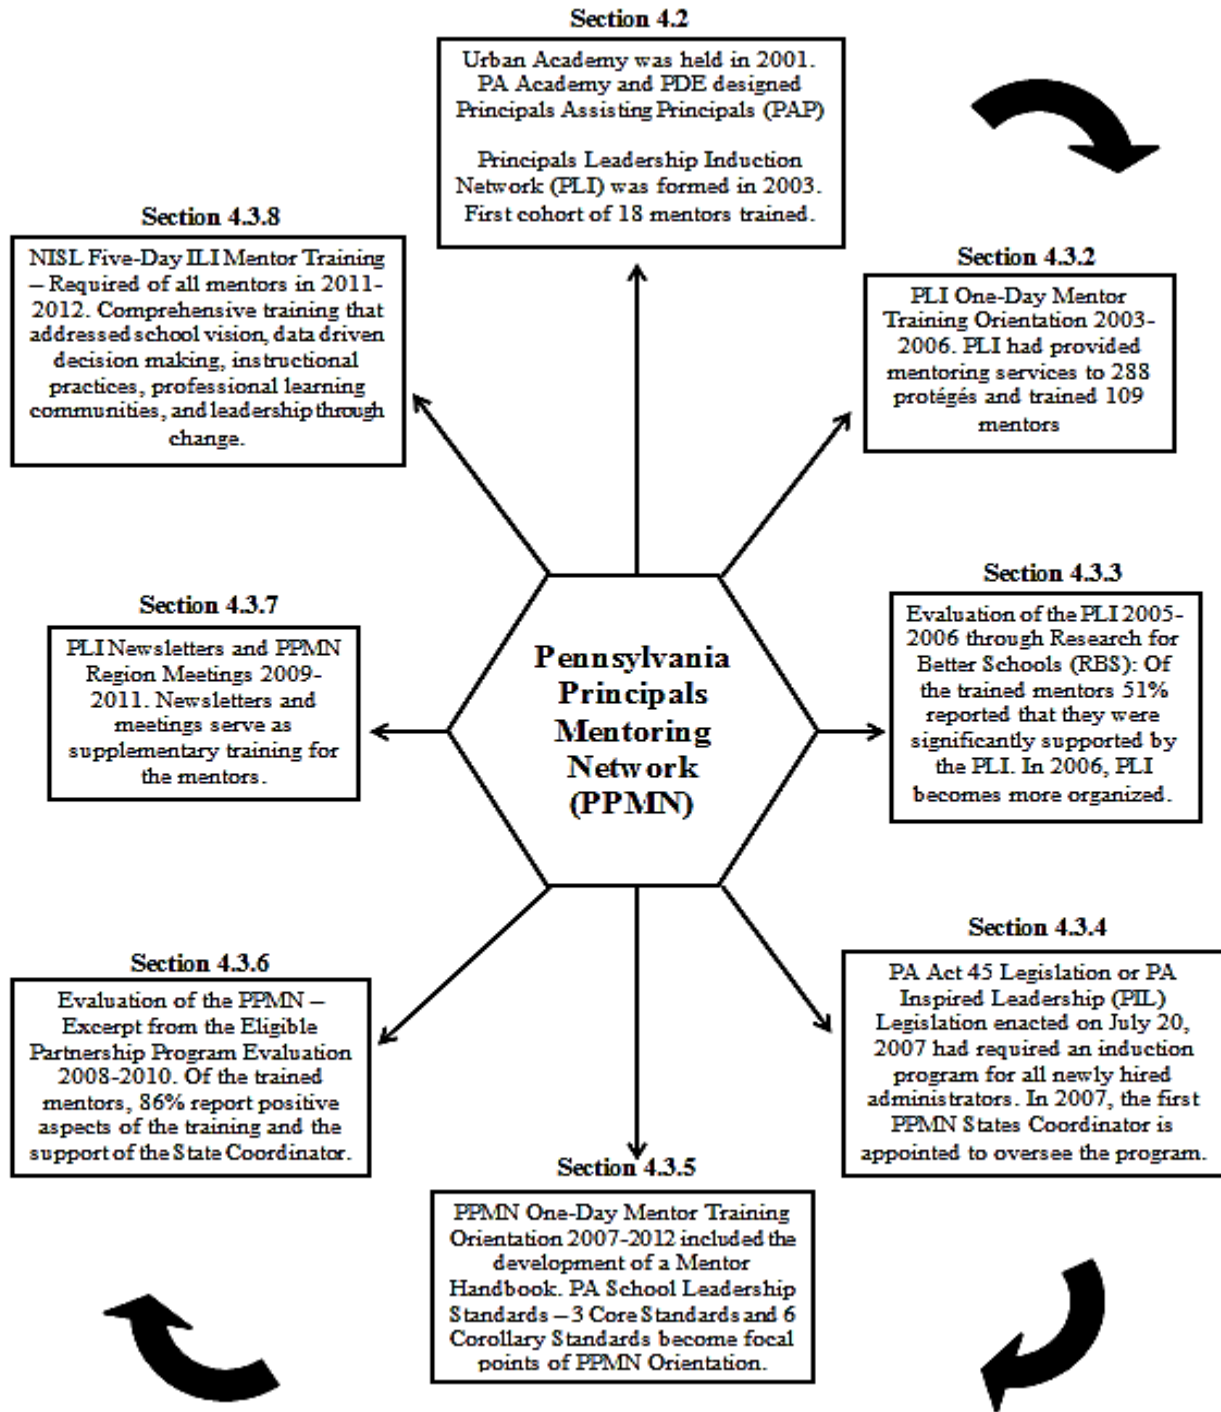 Section 4.2
Urban Academy was held in 2001.
PA Academy and PDE designed
Principals Assisting Principals (PAP)
Principals Leadership Induction
Network (PLI) was formed in 2003.
First cohort of 18 mentors trained.
Section 4.3.2
PLI One-Day Mentor
Training Orientation 2003-
2006. PLI had provided
mentoring services to 288
protégés and trained 109
mentors
Section 4.3.3
Evaluation of the PLI 2005-
2006 through Research for
Better Schools (RBS): Of
the trained mentors 51%
reported that they were
significantly supported by
the PLI. In 2006, PLI
becomes more organized.
Section 4.3.4
PA Act 45 Legislation or PA
Inspired Leadership (PIL)
Legislation enacted on July 20,
2007 had required an induction
program for all newly hired
administrators. In 2007, the first
PPMN States Coordinator is
appointed to oversee the program.
Section 4.3.5
PPMN One-Day Mentor Training
Orientation 2007-2012 included the
development of a Mentor
Handbook. PA School Leadership
Standards – 3 Core Standards and 6
Corollary Standards become focal
points of PPMN Orientation.
Section 4.3.6
Evaluation of the PPMN –
Excerpt from the Eligible
Partnership Program Evaluation
2008-2010. Of the trained
mentors, 86% report positive
aspects of the training and the
support of the State Coordinator.
Section 4.3.7
PLI Newsletters and PPMN
Region Meetings 2009-
2011. Newsletters and
meetings serve as
supplementary training for
the mentors.
Section 4.3.8
NISL Five-Day ILI Mentor Training
– Required of all mentors in 2011-
2012. Comprehensive training that
addressed school vision, data driven
decision making, instructional
practices, professional learning
communities, and leadership through
change.
Pennsylvania
Principals
Mentoring
Network
(PPMN)